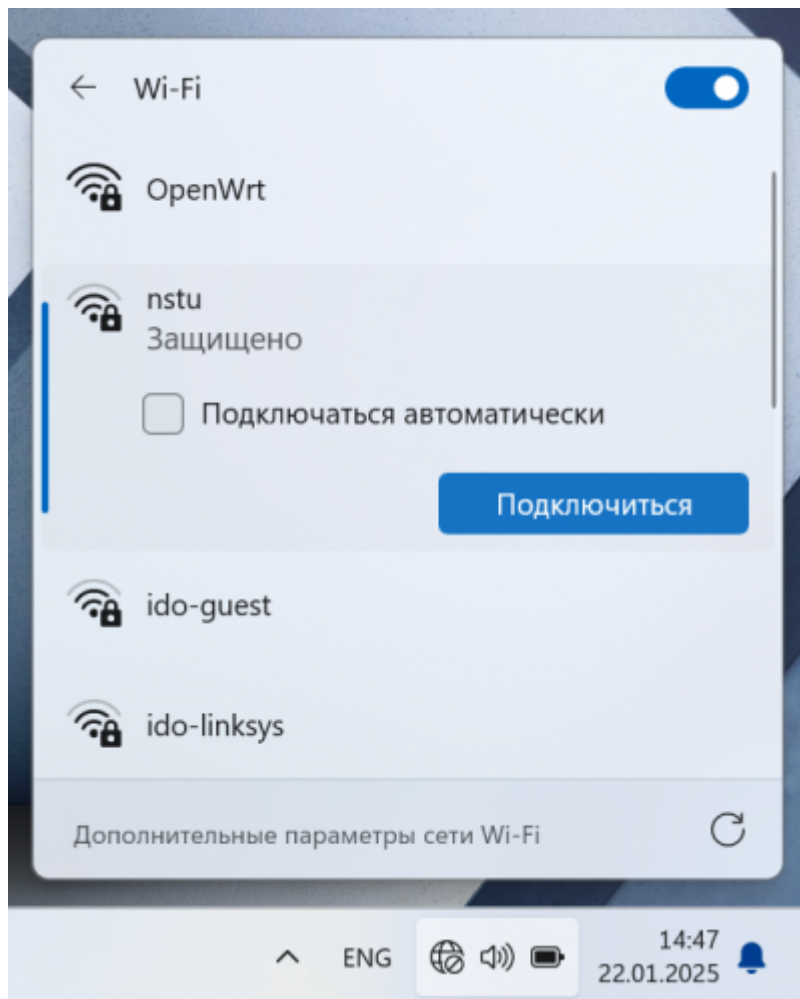 Wi-Fi
OpenWrt
nstu
Защищено
Подключаться автоматически
Подключиться
ido-guest
ido-linksys
Дополнительные параметры сети Wi-Fi
ENG
14:47
22.01.2025